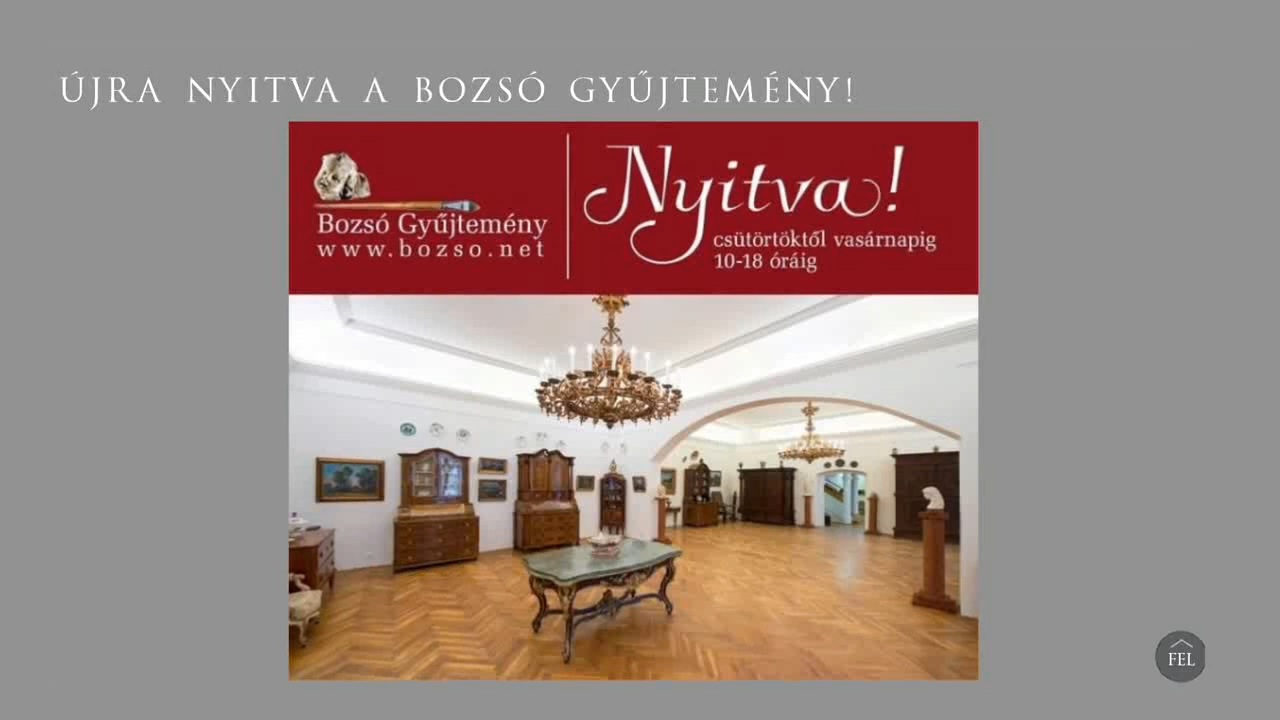 ÚJRA NYITVA A BOZSÓ GYŰJTEMÉNY!
Bozsó Gyűjtemény
www.bozso.net
Nyitva!
csütörtöktől vasárnapig
10-18 óráig
FEL